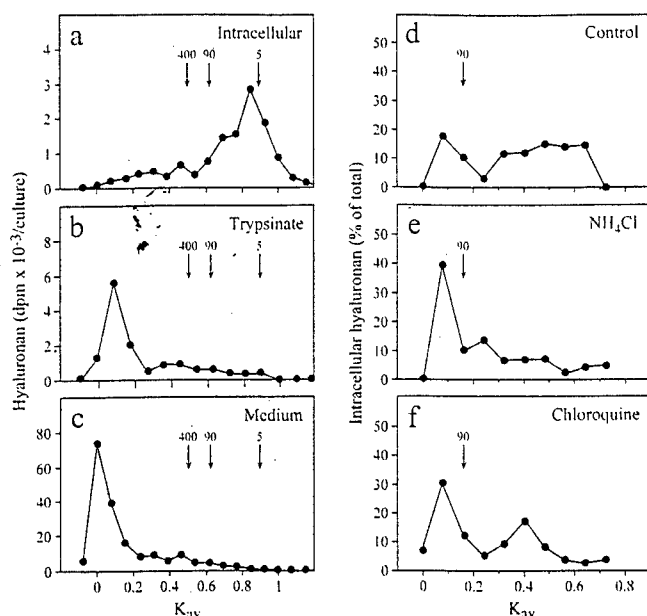 a
Intracellular
400 90 5
5
4
3
2
1
0
b
Trypsinate
400 90 5
8
6
4
2
0
c
Medium
400 90 5
80
60
40
20
0
0 0.2 0.4 0.6 0.8 1
Kav
Hyaluronan (dpm x 10-3/culture)
d
Control
90
50
40
30
20
10
0
e
NH4Cl
90
50
40
30
20
10
0
f
Chloroquine
90
50
40
30
20
10
0
0 0.2 0.4 0.6 0.8
Kav
Intracellular hyaluronan (% of total)